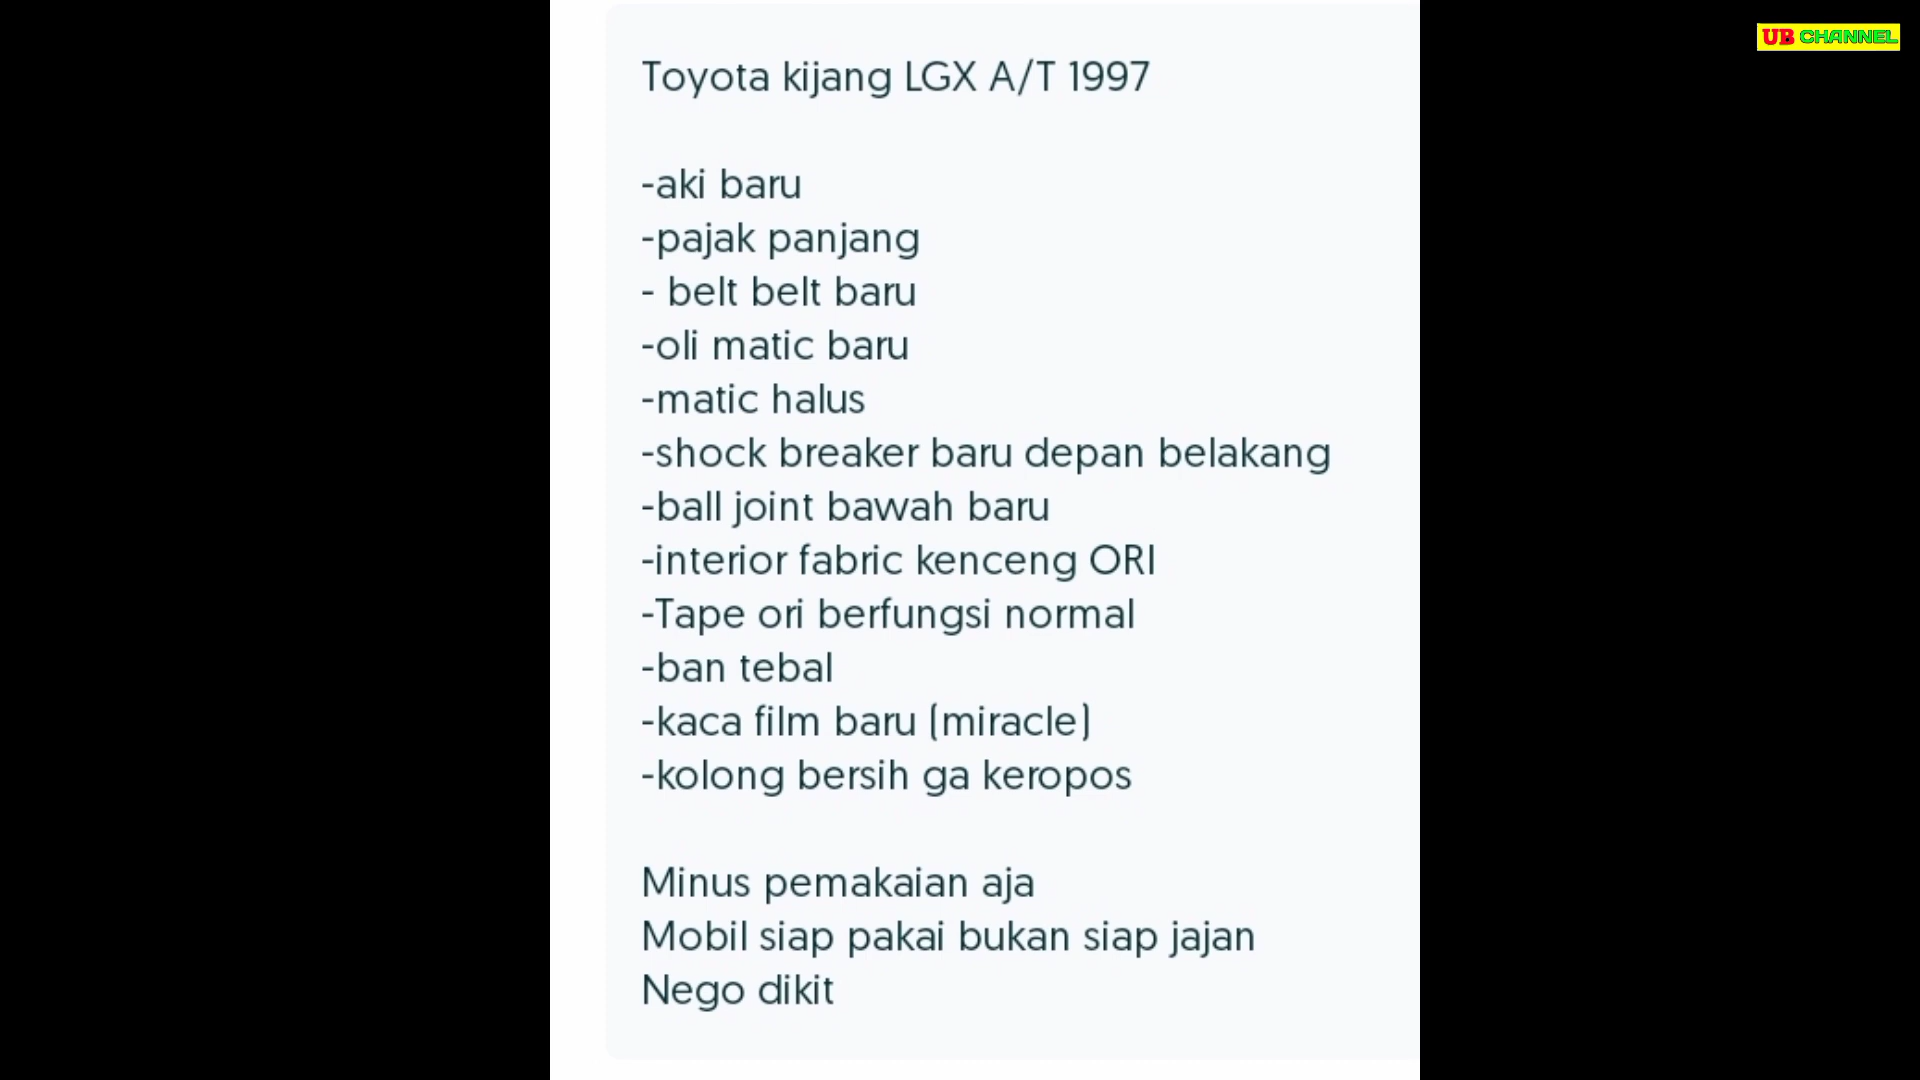 UB CHANNEL
Toyota kijang LGX A/T 1997
-aki baru
-pajak panjang
- belt belt baru
-oli matic baru
-matic halus
-shock breaker baru depan belakang
-ball joint bawah baru
-interior fabric kenceng ORI
-Tape ori berfungsi normal
-ban tebal
-kaca film baru (miracle)
-kolong bersih ga keropos
Minus pemakaian aja
Mobil siap pakai bukan siap jajan
Nego dikit